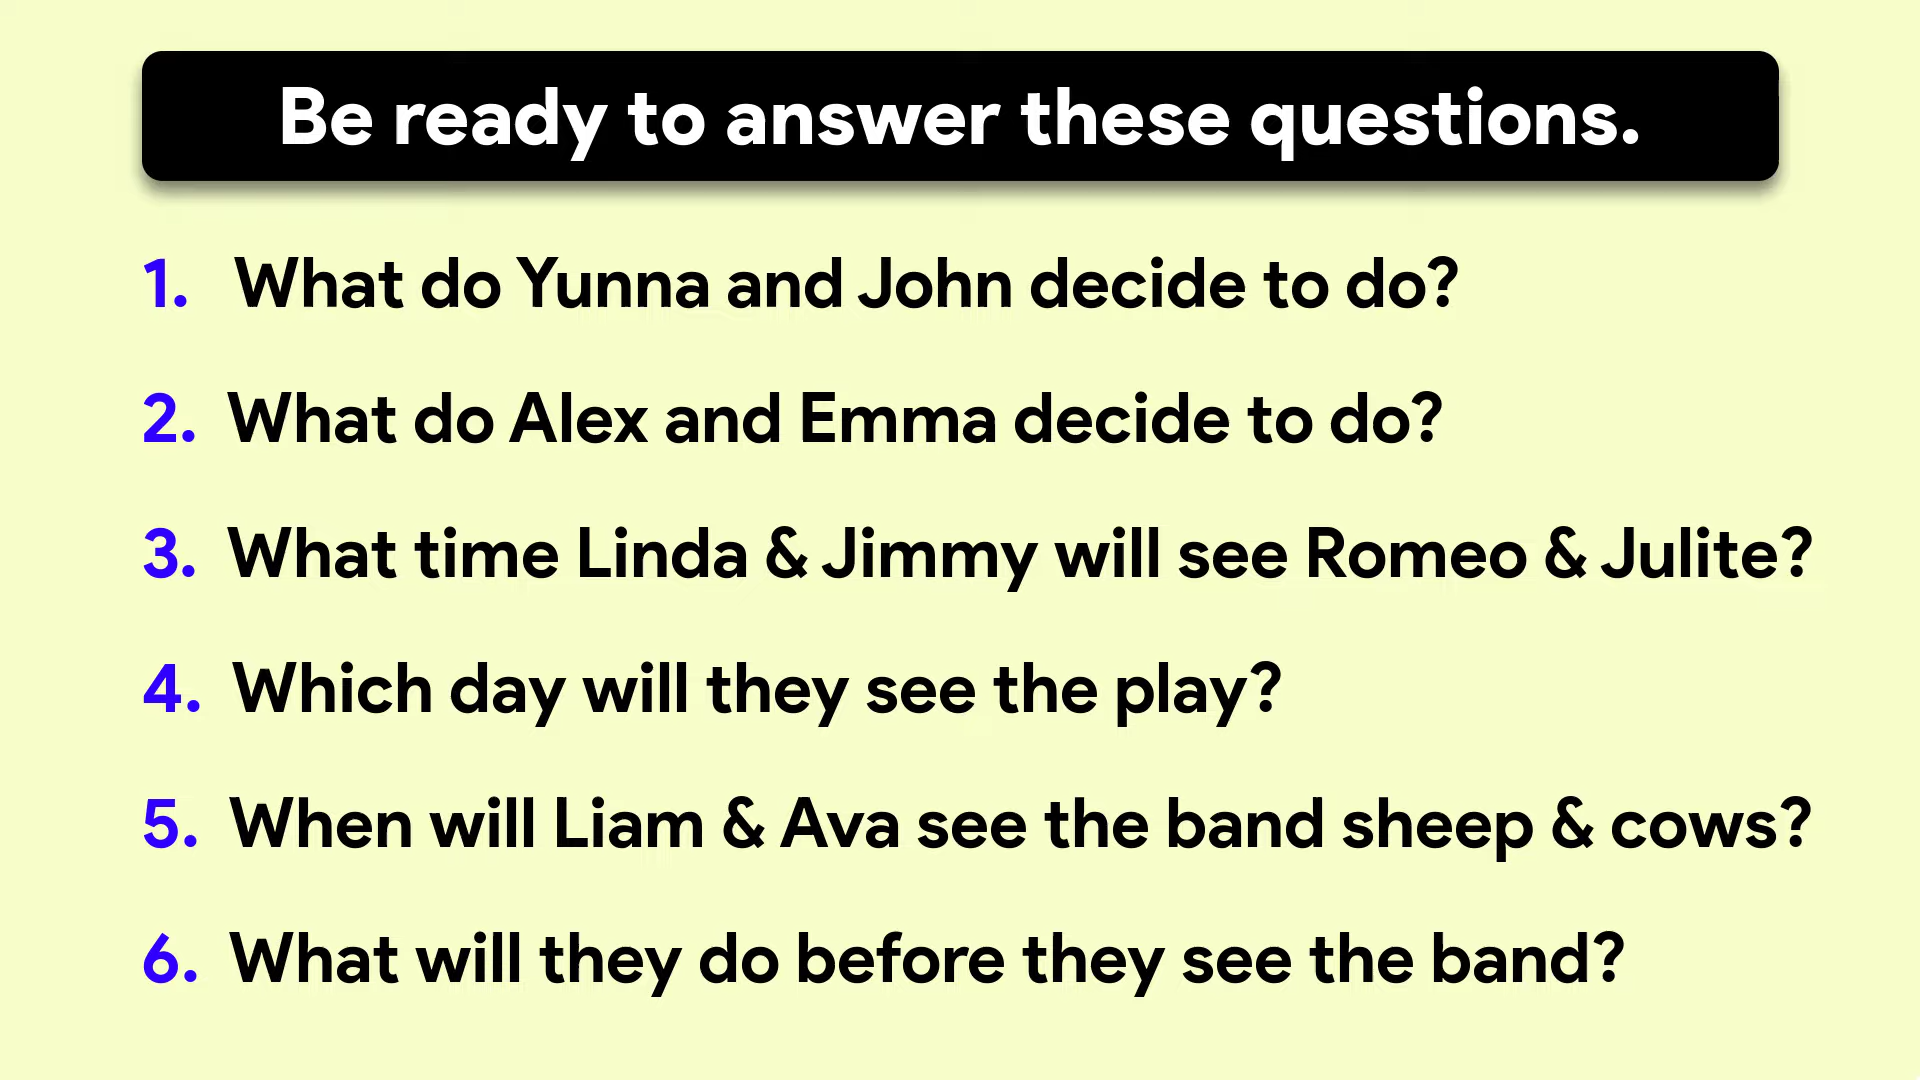 Be ready to answer these questions.
1. What do Yunna and John decide to do?
2. What do Alex and Emma decide to do?
3. What time Linda & Jimmy will see Romeo & Julite?
4. Which day will they see the play?
5. When will Liam & Ava see the band sheep & cows?
6. What will they do before they see the band?